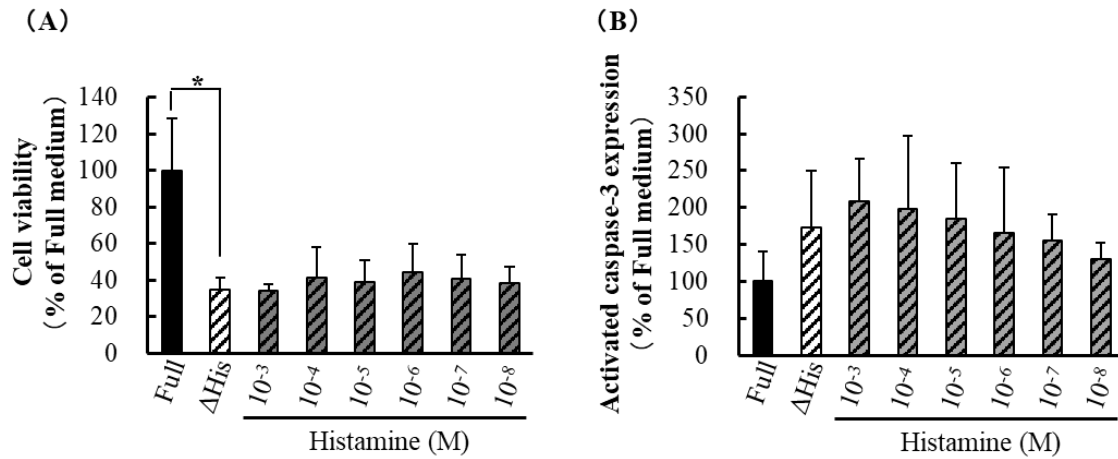 （A）
*
Cell viability
（% of Full medium）
140
120
100
80
60
40
20
0
Full
ΔHis
10-3
10-4
10-5
10-6
10-7
10-8
Histamine (M)
（B）
Activated caspase-3 expression
（% of Full medium）
350
300
250
200
150
100
50
0
Full
ΔHis
10-3
10-4
10-5
10-6
10-7
10-8
Histamine (M)